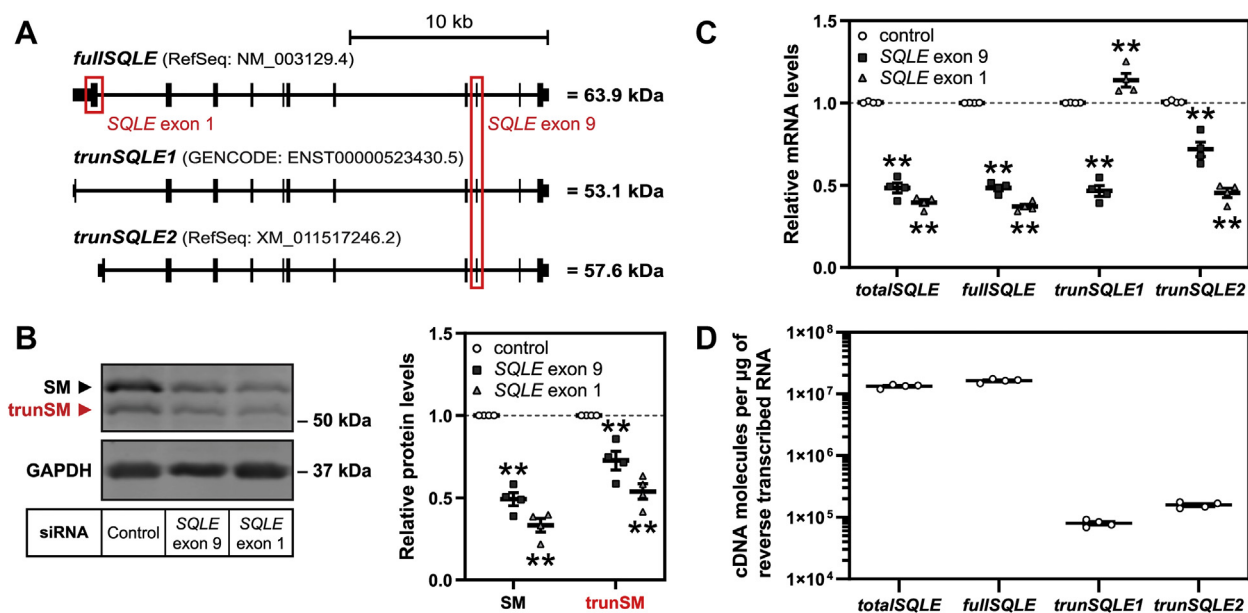 A
10 kb
fullSQLE (RefSeq: NM_003129.4)
= 63.9 kDa
SQLE exon 1
SQLE exon 9
trunSQLE1 (GENCODE: ENST00000523430.5)
= 53.1 kDa
trunSQLE2 (RefSeq: XM_011517246.2)
= 57.6 kDa
B
SM
trunSM
– 50 kDa
GAPDH
– 37 kDa
siRNA
Control
SQLE
exon 9
SQLE
exon 1
Relative protein levels
1.5
1.0
0.5
0.0
control
SQLE exon 9
SQLE exon 1
**
**
**
**
SM
trunSM
C
Relative mRNA levels
1.5
1.0
0.5
0.0
control
SQLE exon 9
SQLE exon 1
**
**
**
**
**
**
**
**
totalSQLE
fullSQLE
trunSQLE1
trunSQLE2
D
cDNA molecules per µg of
reverse transcribed RNA
1×10⁸
1×10⁷
1×10⁶
1×10⁵
1×10⁴
totalSQLE
fullSQLE
trunSQLE1
trunSQLE2